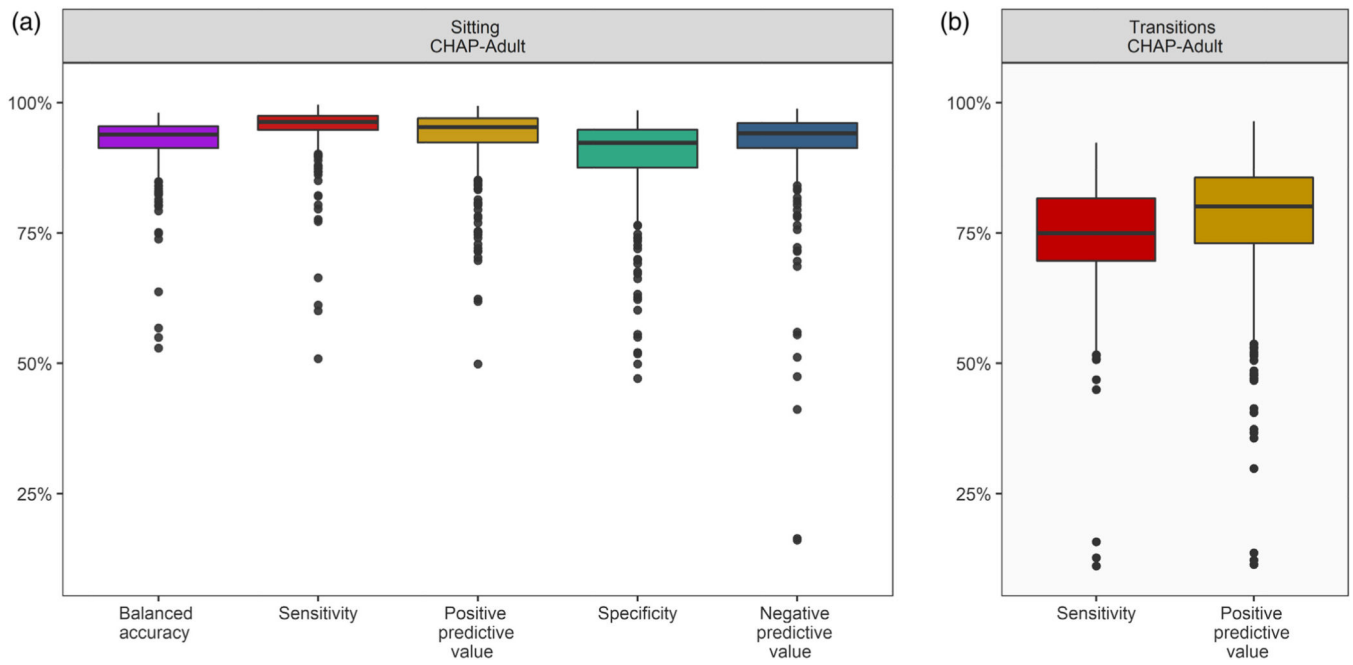 (a)
Sitting
CHAP-Adult
100%
75%
50%
25%
Balanced
accuracy
Sensitivity
Positive
predictive
value
Specificity
Negative
predictive
value
(b)
Transitions
CHAP-Adult
100%
75%
50%
25%
Sensitivity
Positive
predictive
value